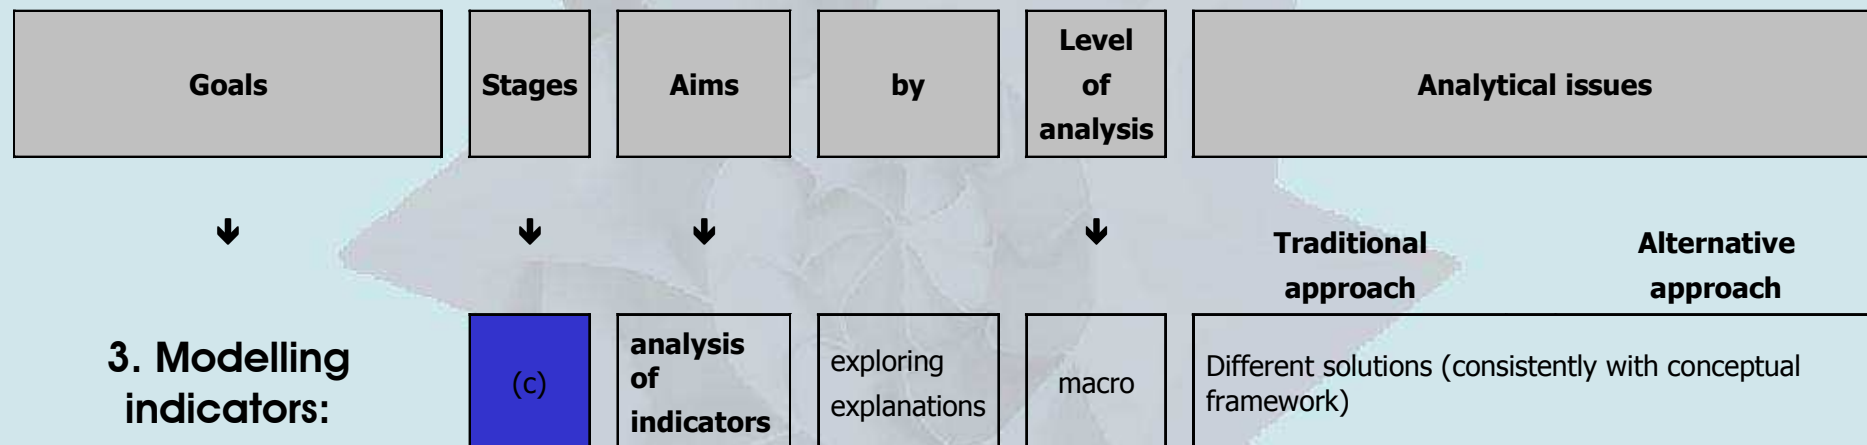 Goals
Stages
Aims
by
Level
of
analysis
Analytical issues
↓ ↓ ↓ ↓
Traditional
approach
Alternative
approach
3. Modelling
indicators:
(c)
analysis
of
indicators
exploring
explanations
macro
Different solutions (consistently with conceptual
framework)